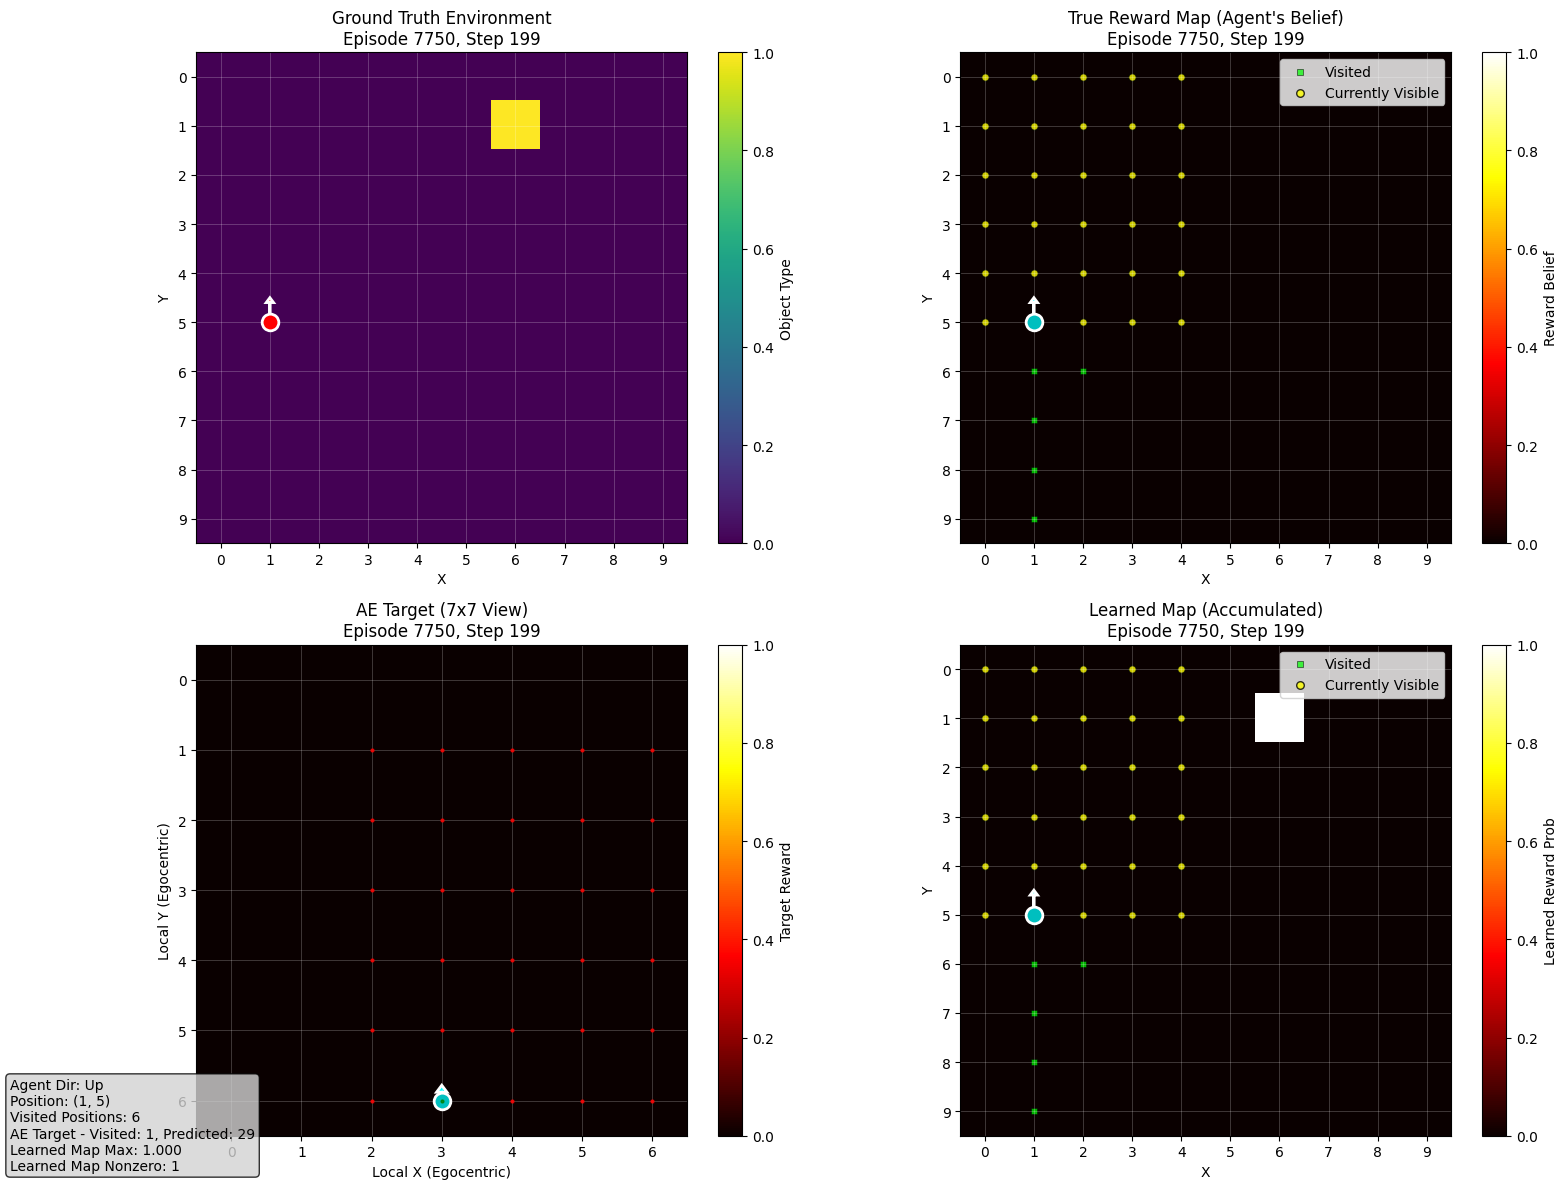 Ground Truth Environment
Episode 7750, Step 199
0
1
2
3
4
5
6
7
8
9
Y
0 1 2 3 4 5 6 7 8 9
X
1.0
0.8
0.6
0.4
0.2
0.0
Object Type
True Reward Map (Agent's Belief)
Episode 7750, Step 199
Visited
Currently Visible
0
1
2
3
4
5
6
7
8
9
Y
0 1 2 3 4 5 6 7 8 9
X
1.0
0.8
0.6
0.4
0.2
0.0
Reward Belief
AE Target (7x7 View)
Episode 7750, Step 199
0
1
2
3
4
5
6
Local Y (Egocentric)
0 1 2 3 4 5 6
Local X (Egocentric)
1.0
0.8
0.6
0.4
0.2
0.0
Target Reward
Agent Dir: Up
Position: (1, 5)
Visited Positions: 6
AE Target - Visited: 1, Predicted: 29
Learned Map Max: 1.000
Learned Map Nonzero: 1
Learned Map (Accumulated)
Episode 7750, Step 199
Visited
Currently Visible
0
1
2
3
4
5
6
7
8
9
Y
0 1 2 3 4 5 6 7 8 9
X
1.0
0.8
0.6
0.4
0.2
0.0
Learned Reward Prob